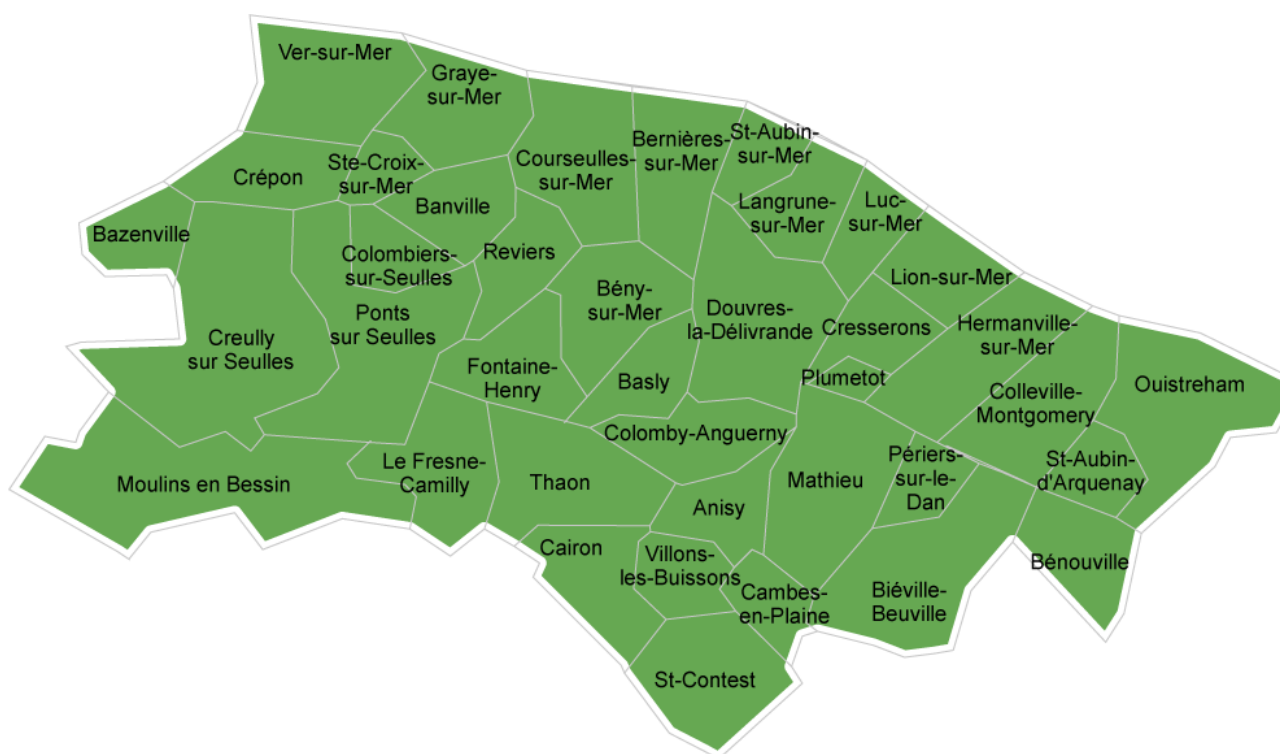 Ver-sur-Mer
Graye-
sur-Mer
Crépon
Ste-Croix-
sur-Mer
Courseulles-
sur-Mer
Bernières-
sur-Mer
St-Aubin-
sur-Mer
Langrune-
sur-Mer
Luc-
sur-Mer
Bazenville
Banville
Reviers
Colombiers-
sur-Seulles
Lion-sur-Mer
Creully
sur Seulles
Ponts
sur Seulles
Bény-
sur-Mer
Douvres-
la-Délivrande
Cresserons
Hermanville-
sur-Mer
Fontaine-
Henry
Basly
Plumetot
Colleville-
Montgomery
Ouistreham
Colomby-Anguerny
Moulins en Bessin
Le Fresne-
Camilly
Thaon
Anisy
Mathieu
Périers-
sur-le-
Dan
St-Aubin-
d'Arquenay
Cairon
Villons-
les-Buissons
Cambes-
en-Plaine
Biéville-
Beuville
Bénouville
St-Contest